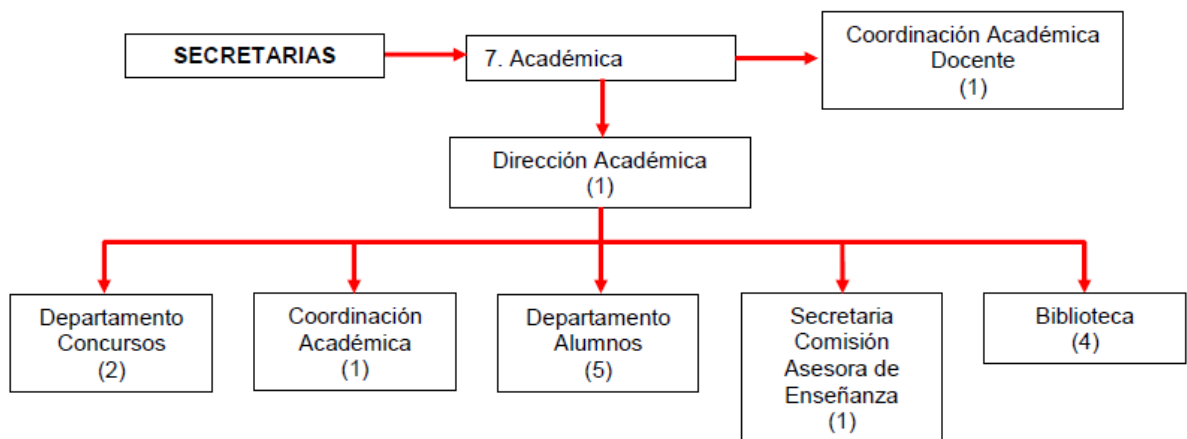 SECRETARIAS
7. Académica
Coordinación Académica
Docente
(1)
Dirección Académica
(1)
Departamento
Concursos
(2)
Coordinación
Académica
(1)
Departamento
Alumnos
(5)
Secretaria
Comisión
Asesora de
Enseñanza
(1)
Biblioteca
(4)